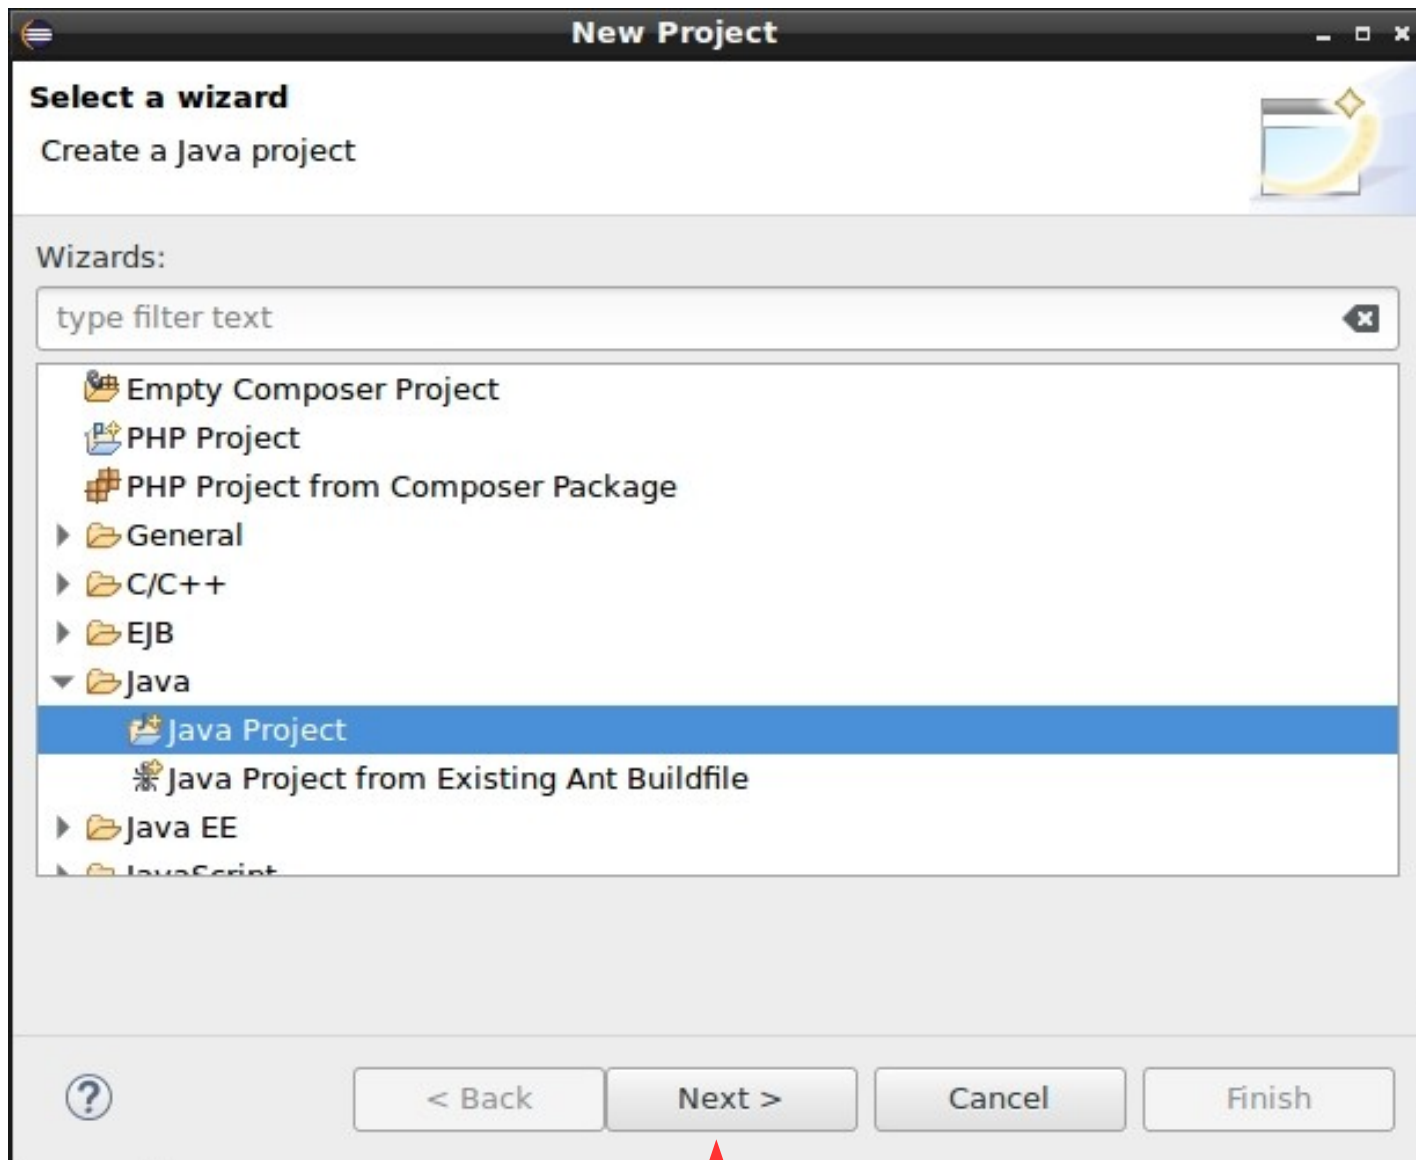 New Project
Select a wizard
Create a Java project
Wizards:
type filter text
Empty Composer Project
PHP Project
PHP Project from Composer Package
General
C/C++
EJB
Java
Java Project
Java Project from Existing Ant Buildfile
Java EE
JavaScript
< Back Next > Cancel Finish